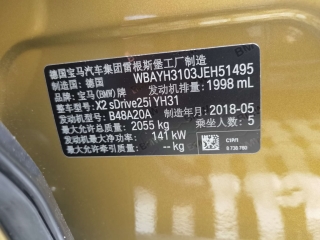 德国宝马汽车集团雷根斯堡工厂制造
制造国：德国 WBAYH3103JEH51495
品牌：宝马(BMW)牌 发动机排量：1998 mL
整车型号：X2 sDrive25i YH31
发动机型号：B48A20A 制造年月：2018-05
最大允许总质量：2055 kg 乘坐人数：5
发动机最大净功率：141 kW
最大允许牵引质量：-- kg